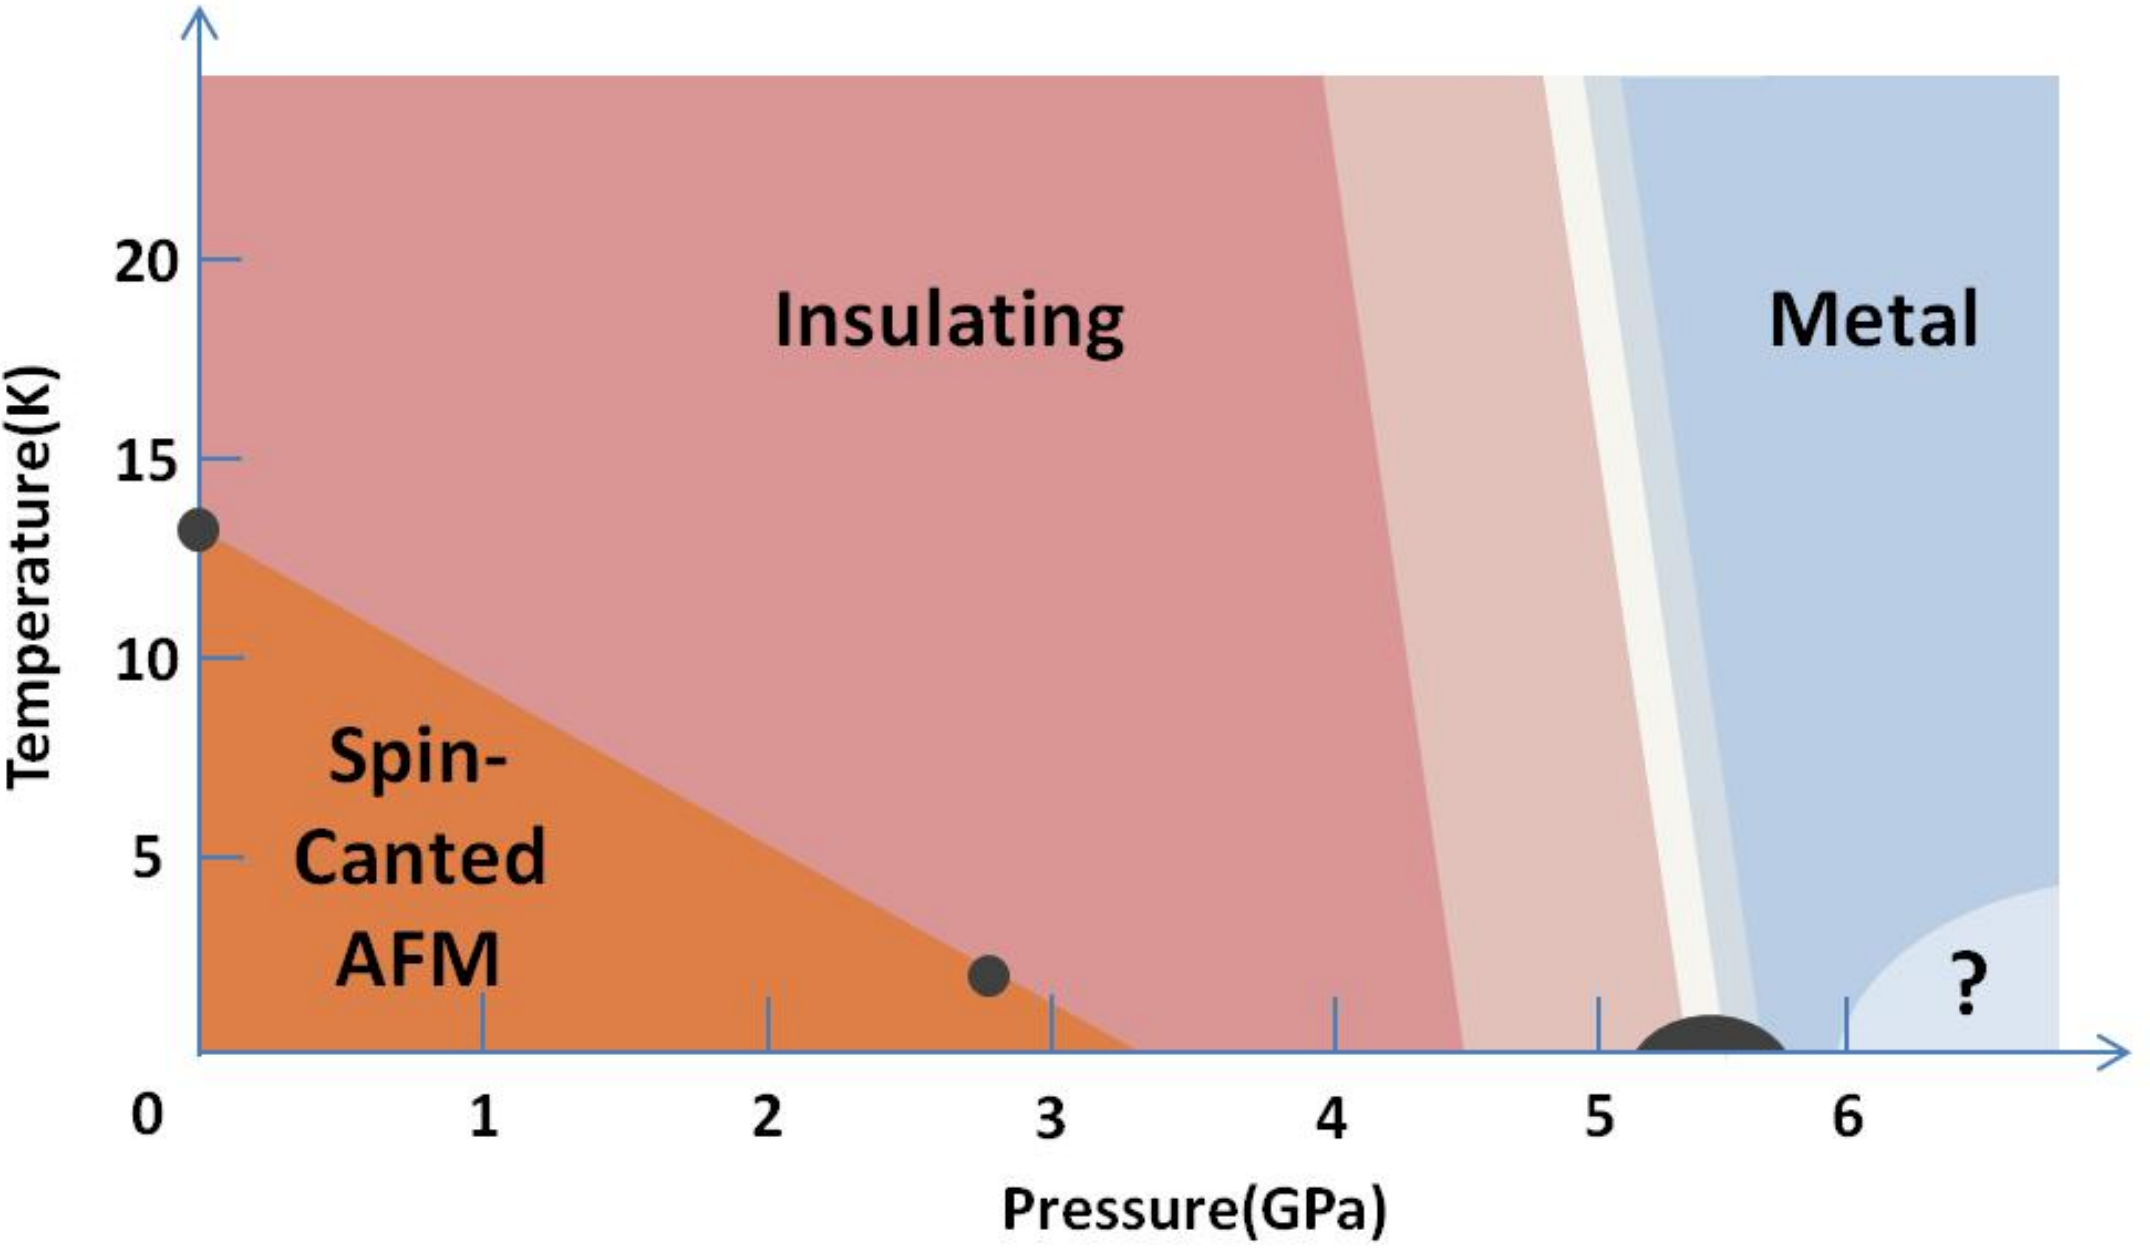 20
15
10
5
0
1
2
3
4
5
6
Temperature(K)
Pressure(GPa)
Insulating
Metal
Spin-
Canted
AFM
?